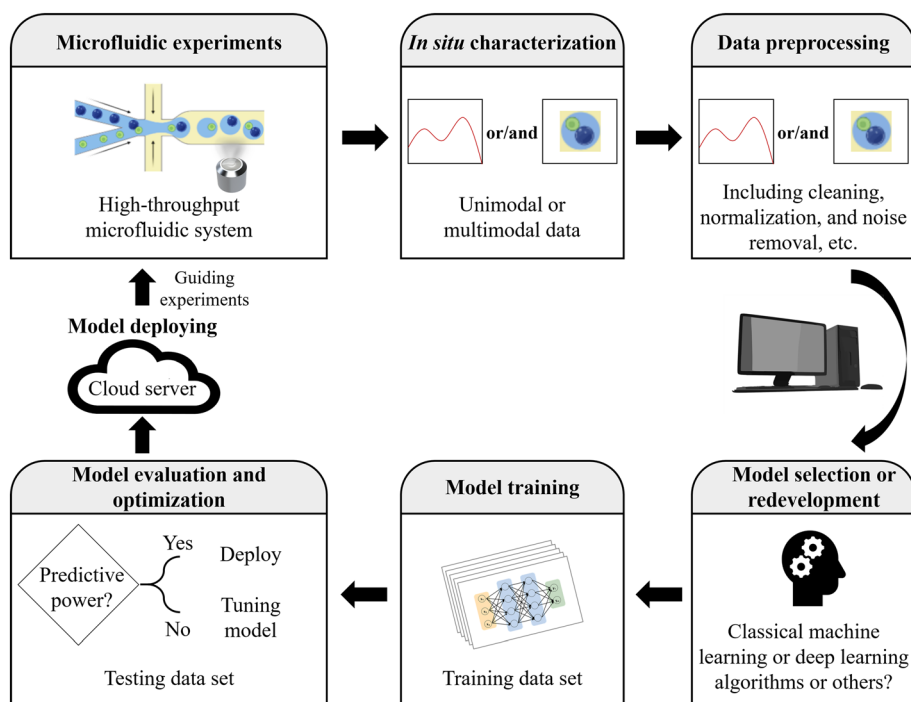 Microfluidic experiments
High-throughput
microfluidic system
In situ characterization
or/and
Unimodal or
multimodal data
Data preprocessing
or/and
Including cleaning,
normalization, and noise
removal, etc.
Guiding
experiments
Model deploying
Cloud server
Model evaluation and
optimization
Predictive
power?
Yes
Deploy
No
Tuning
model
Testing data set
Model training
Training data set
Model selection or
redevelopment
Classical machine
learning or deep learning
algorithms or others?